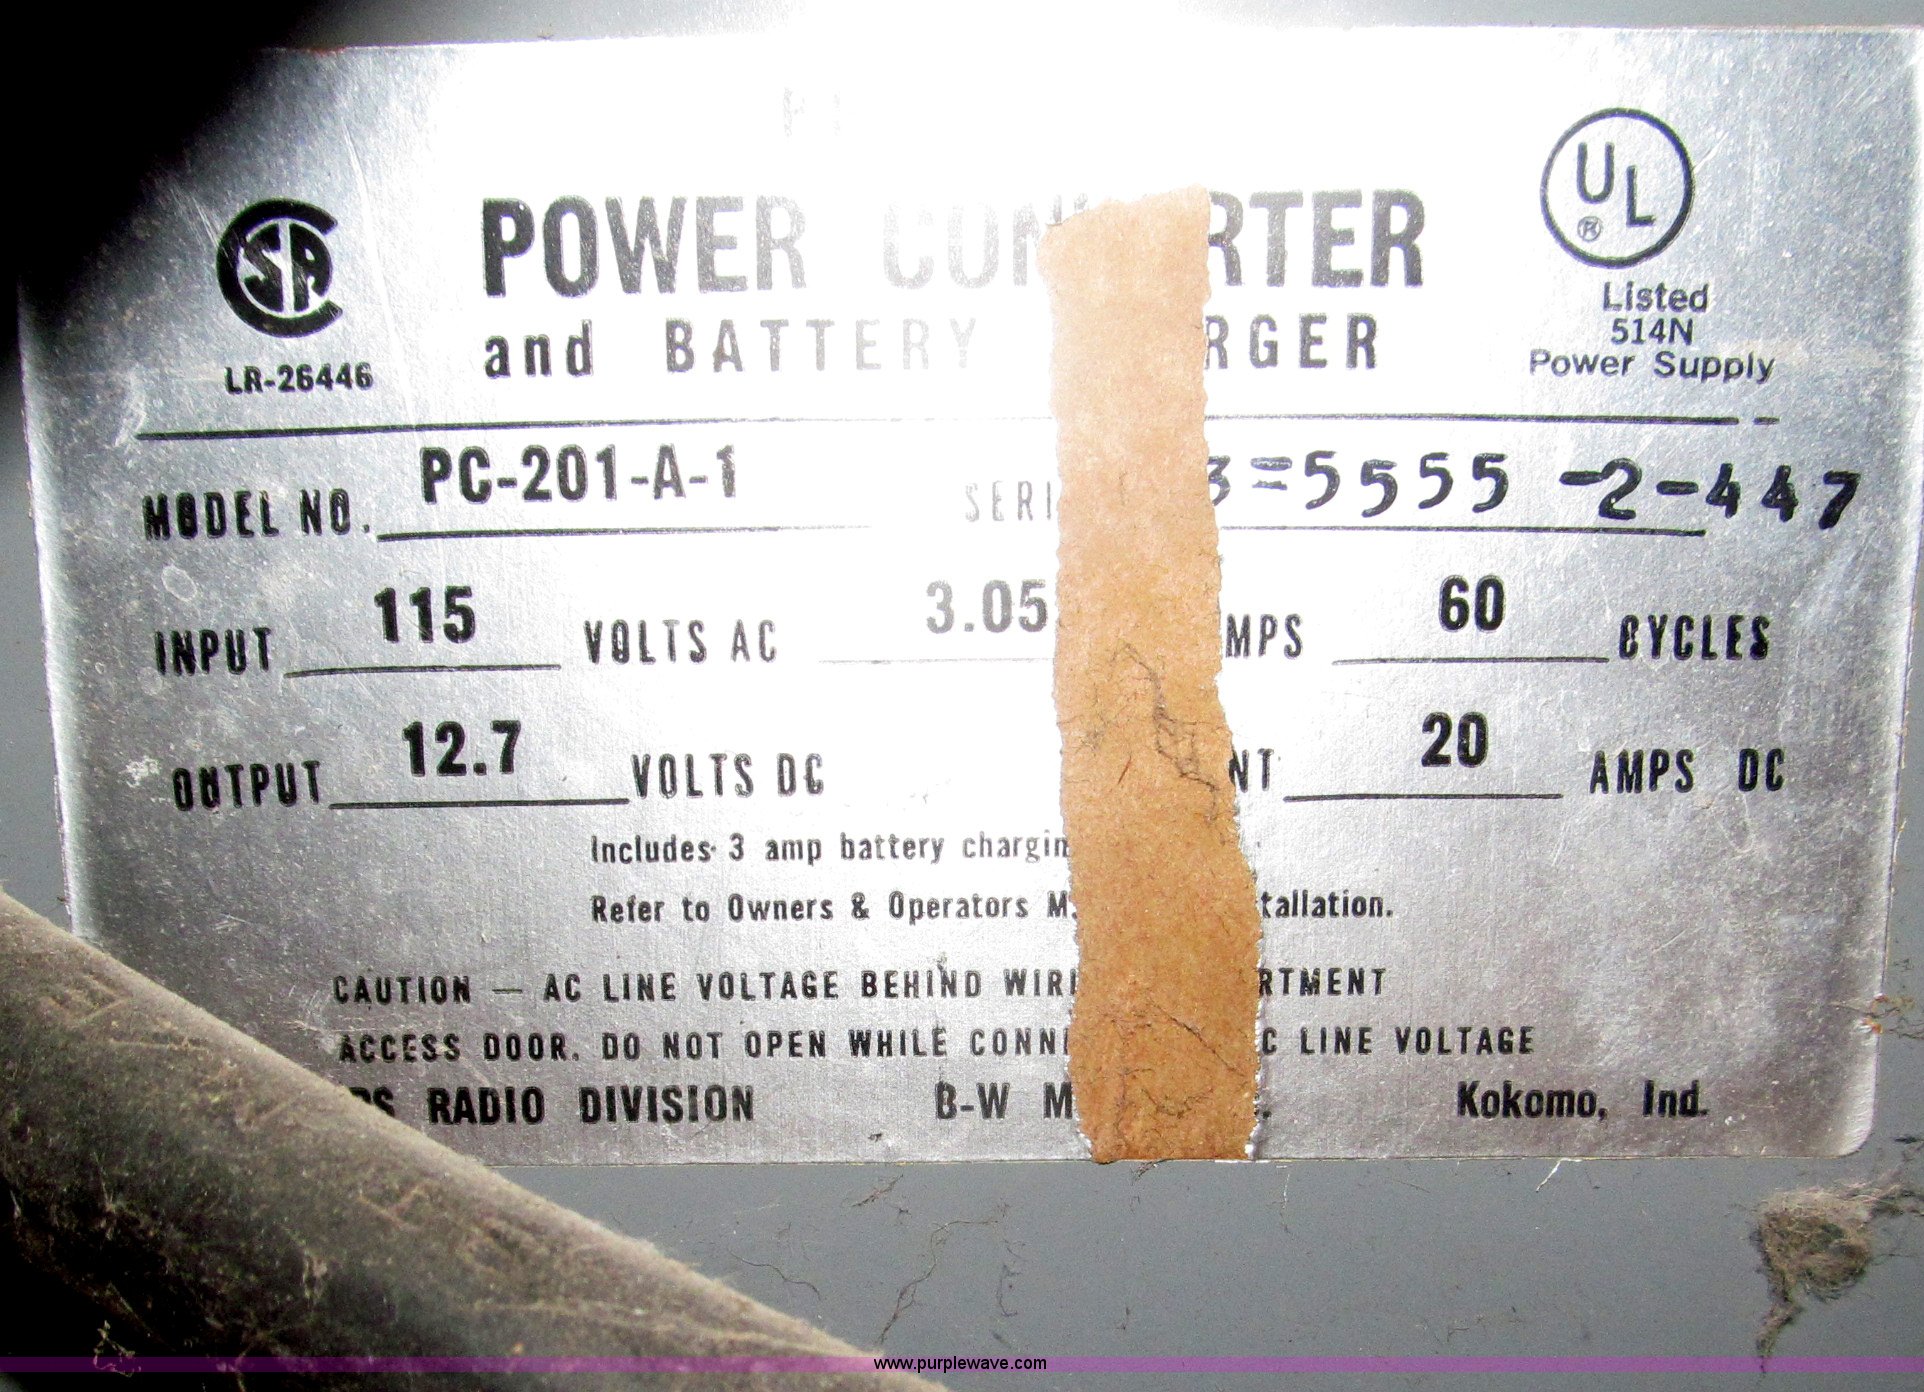 UL
®
Listed
514N
Power Supply
CSA
LR-26446
POWER CON RTER
and BATTERY RGER
MODEL NO. PC-201-A-1 SERI 3=5555-2-447
INPUT 115 VOLTS AC 3.05 MPS 60 CYCLES
OUTPUT 12.7 VOLTS DC NT 20 AMPS DC
Includes 3 amp battery chargin
Refer to Owners & Operators M tallation.
CAUTION — AC LINE VOLTAGE BEHIND WIRI RTMENT
ACCESS DOOR. DO NOT OPEN WHILE CONN C LINE VOLTAGE
RADIO DIVISION B-W M Kokomo, Ind.
www.purplewave.com